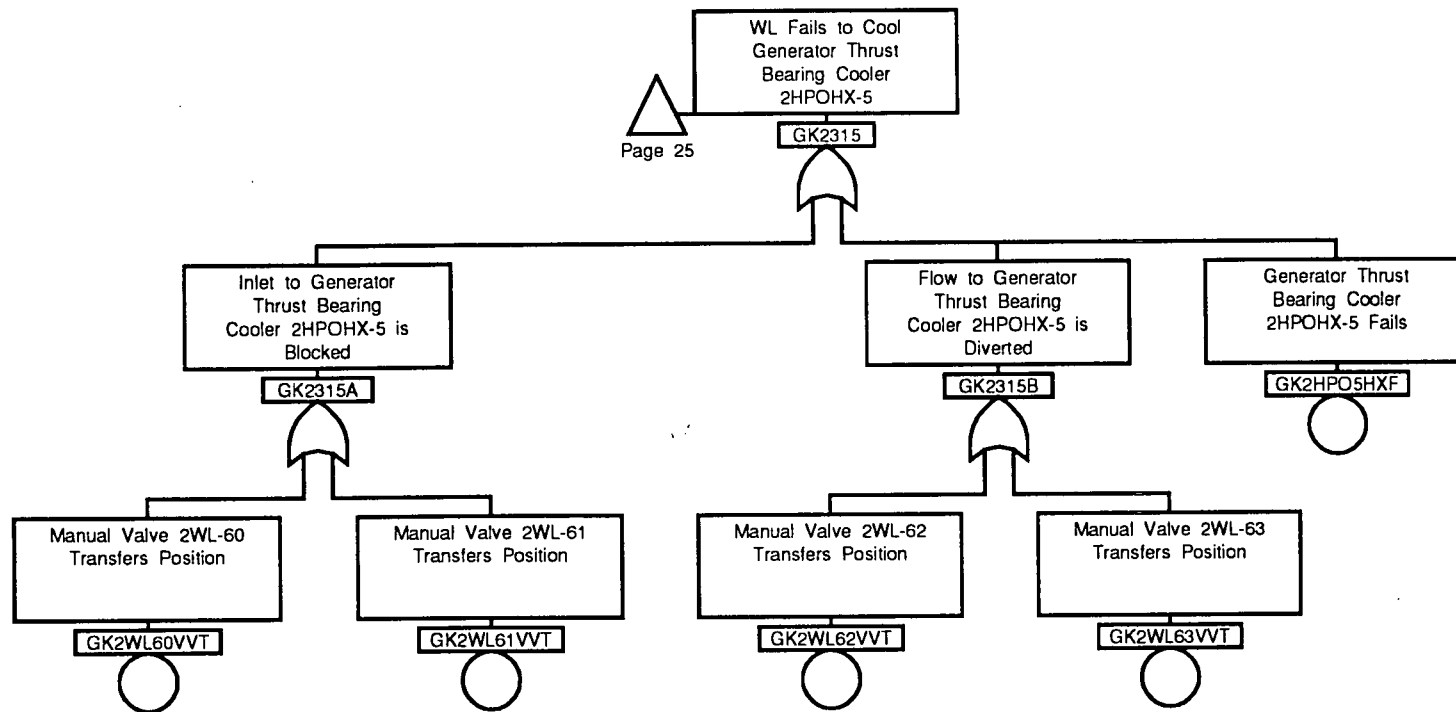 WL Fails to Cool
Generator Thrust
Bearing Cooler
2HPOHX-5
Page 25
GK2315
Inlet to Generator
Thrust Bearing
Cooler 2HPOHX-5 is
Blocked
GK2315A
Flow to Generator
Thrust Bearing
Cooler 2HPOHX-5 is
Diverted
GK2315B
Generator Thrust
Bearing Cooler
2HPOHX-5 Fails
GK2HPO5HXF
Manual Valve 2WL-60
Transfers Position
GK2WL60VVT
Manual Valve 2WL-61
Transfers Position
GK2WL61VVT
Manual Valve 2WL-62
Transfers Position
GK2WL62VVT
Manual Valve 2WL-63
Transfers Position
GK2WL63VVT